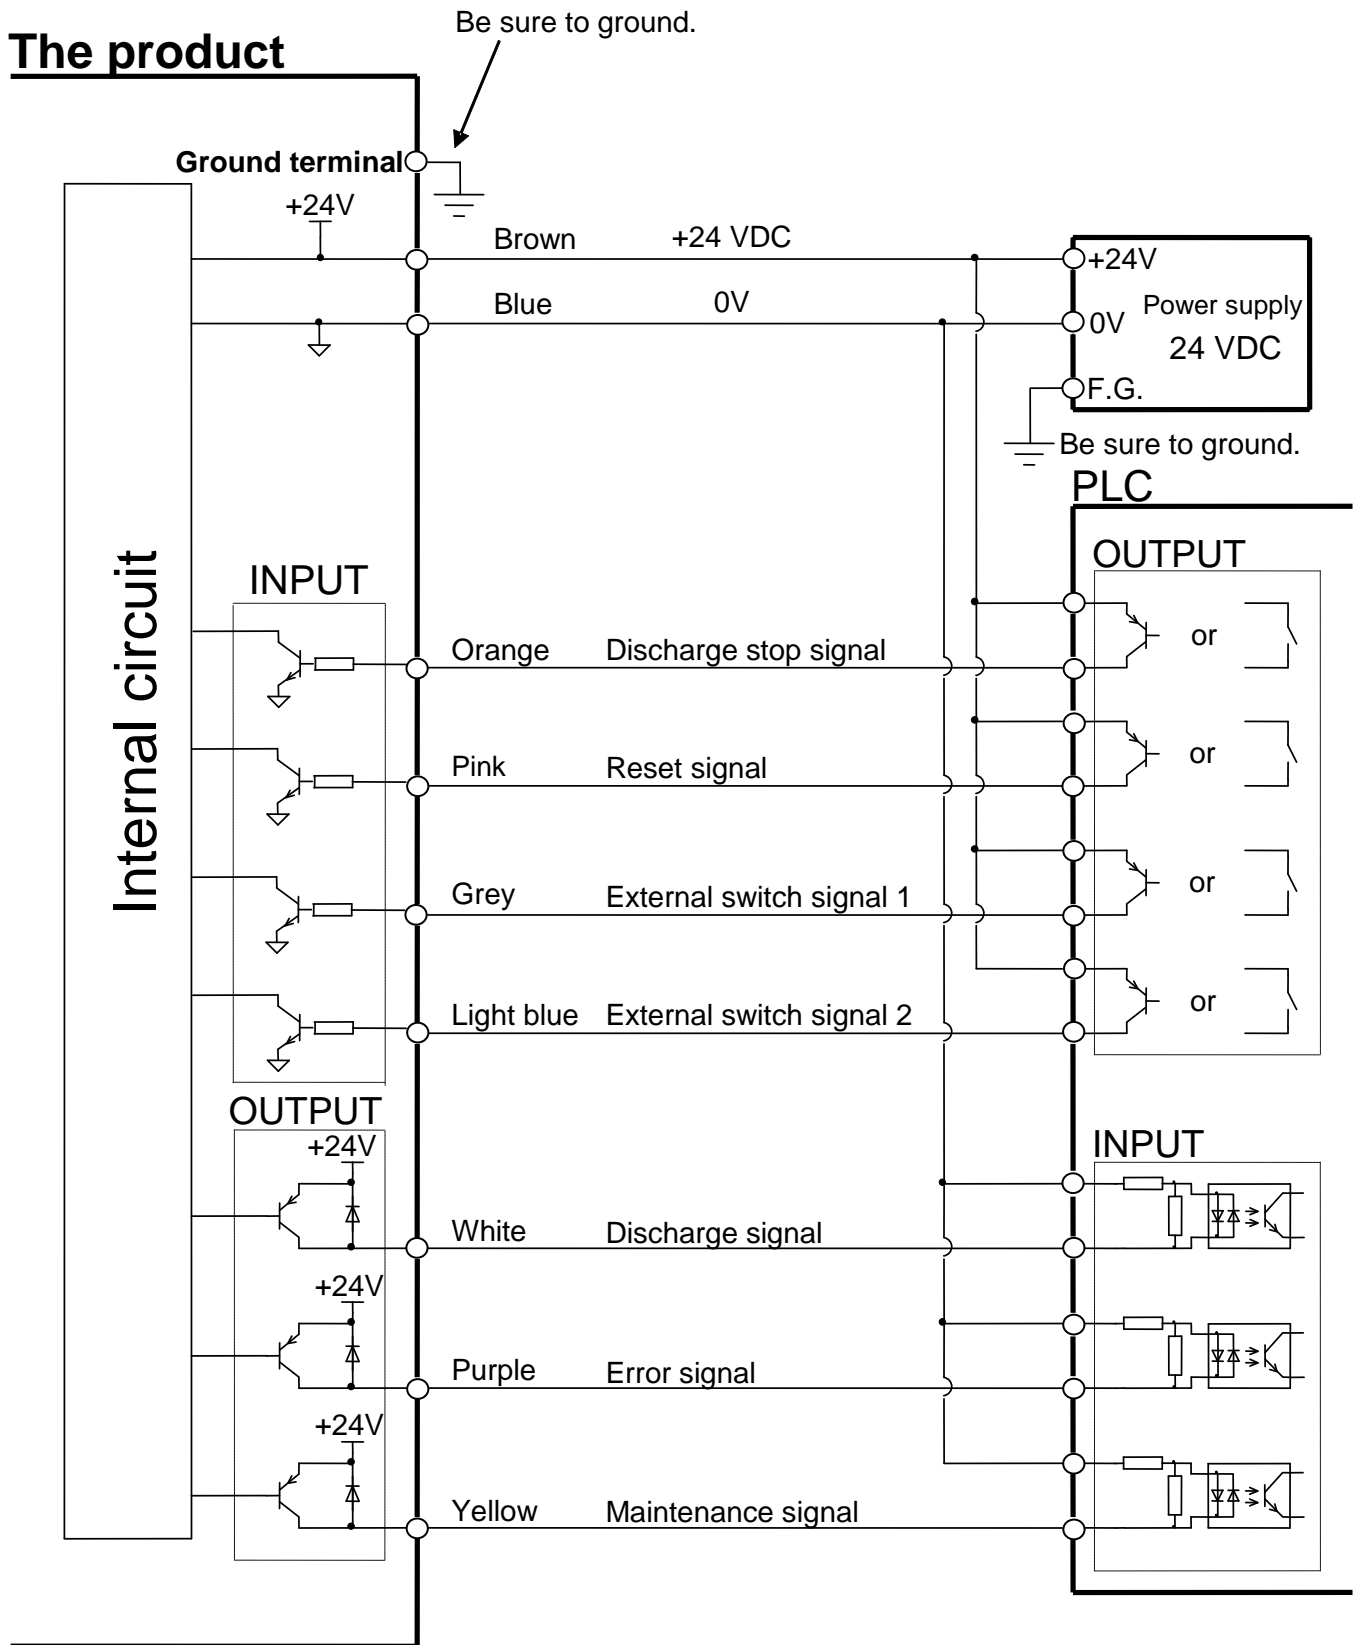 Be sure to ground.
The product
Ground terminal
+24V
Brown +24 VDC
+24V
Blue 0V
0V
Power supply
24 VDC
F.G.
Be sure to ground.
PLC
Internal circuit
INPUT
OUTPUT
Orange Discharge stop signal
or
Pink Reset signal
or
Grey External switch signal 1
or
Light blue External switch signal 2
or
OUTPUT
+24V
INPUT
White Discharge signal
+24V
Purple Error signal
+24V
Yellow Maintenance signal